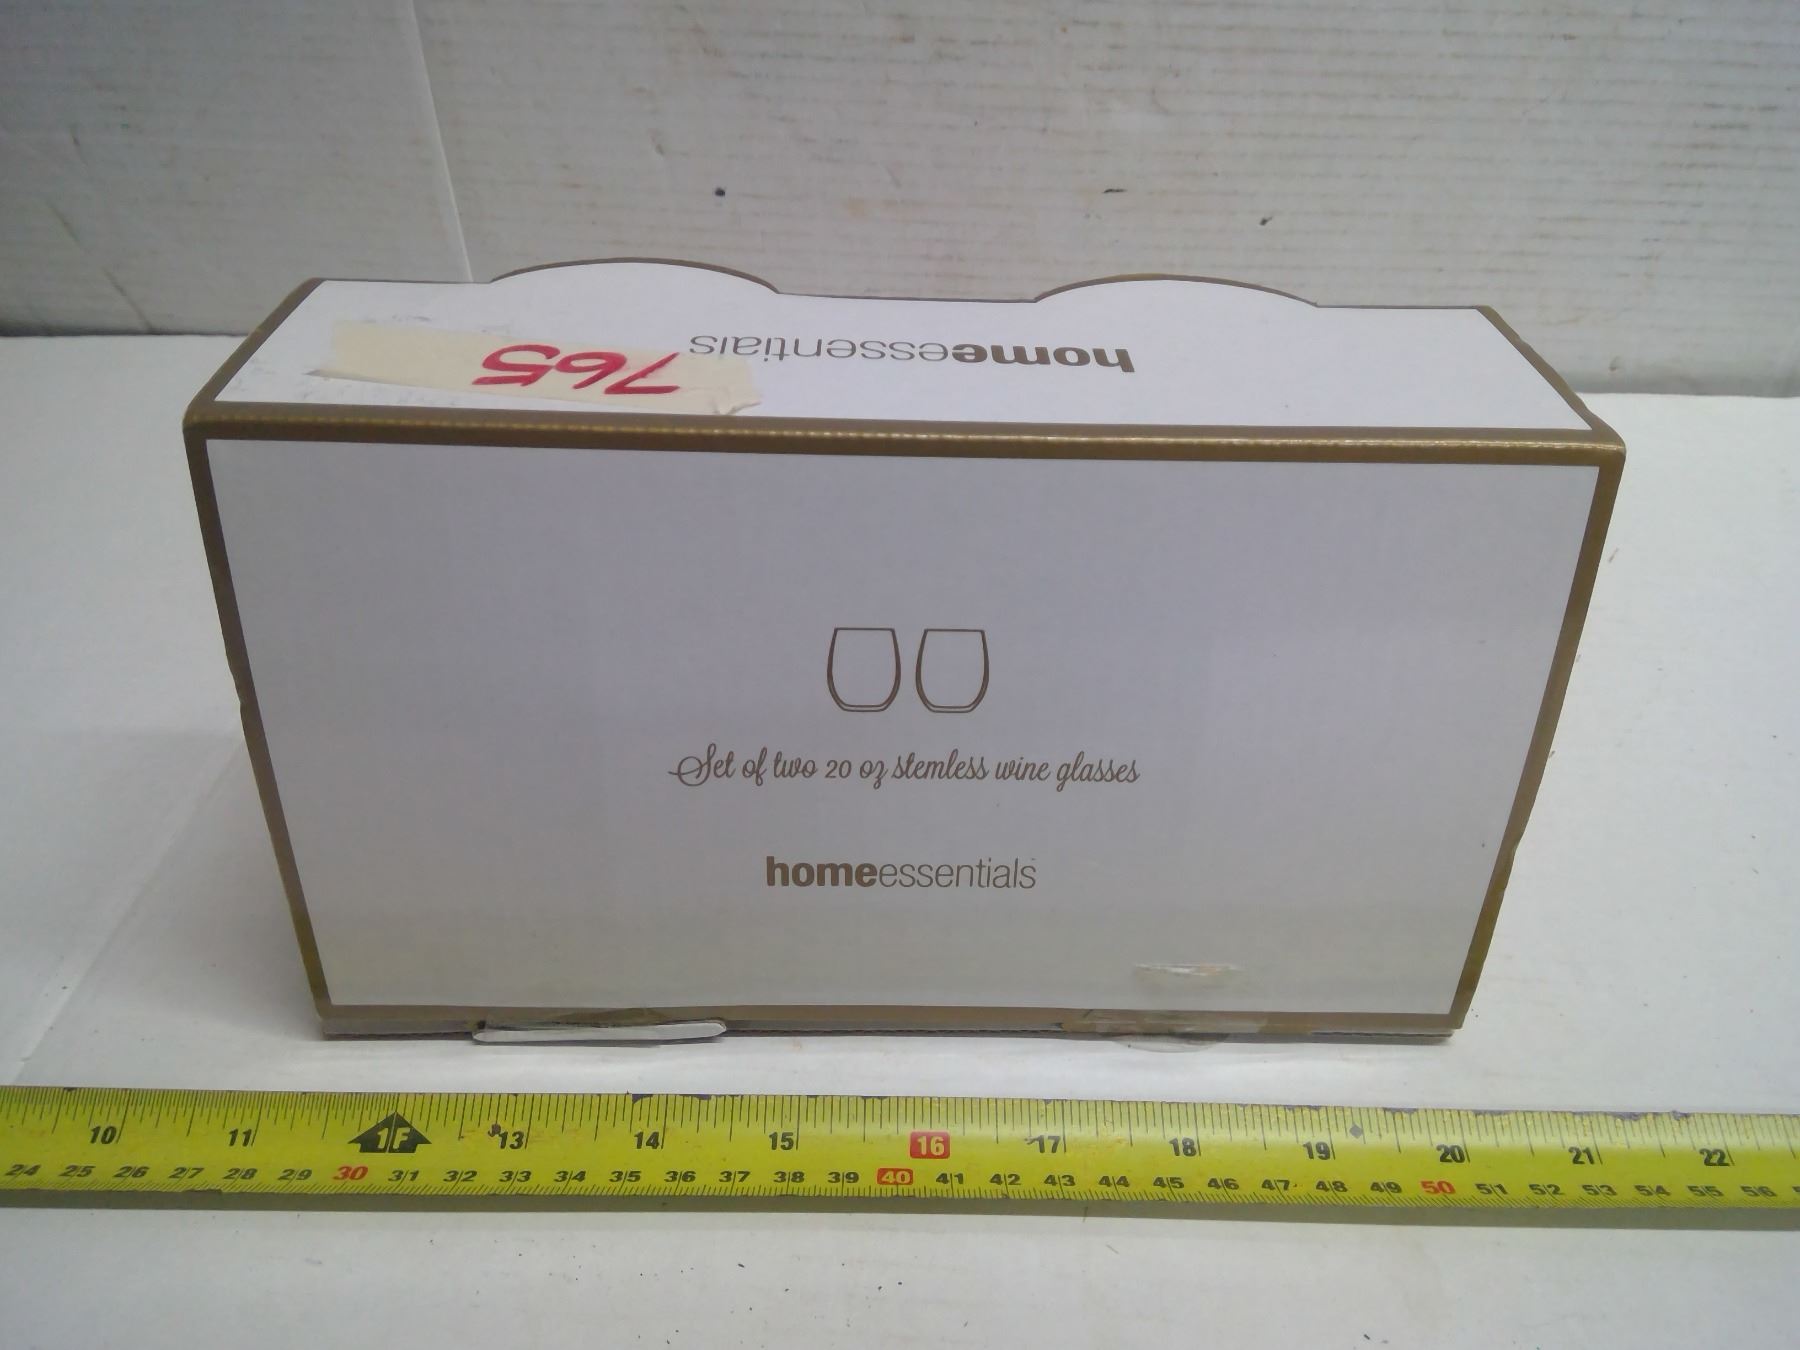 homeessentials
765
Set of two 20 oz stemless wine glasses
homeessentials
10 11 1F 13 14 15 16 17 18 19 20 21 22
24 25 26 27 28 29 30 31 32 33 34 35 36 37 38 39 40 41 42 43 44 45 46 47 48 49 50 51 52 53 54 55 56